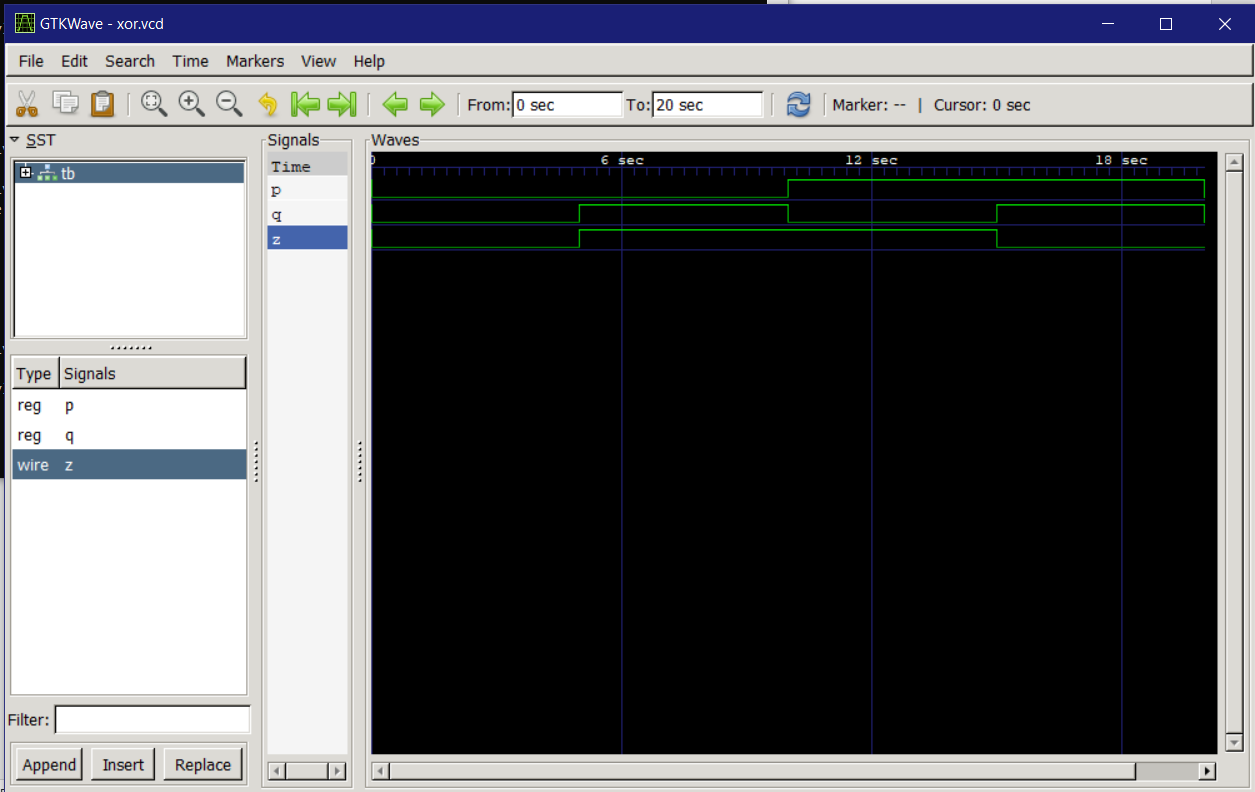 GTKWave - xor.vcd
File Edit Search Time Markers View Help
From: 0 sec To: 20 sec Marker: -- | Cursor: 0 sec
SST
tb
Type Signals
reg p
reg q
wire z
Filter:
Append Insert Replace
Signals
Time
p
q
z
Waves
0 6 sec 12 sec 18 sec